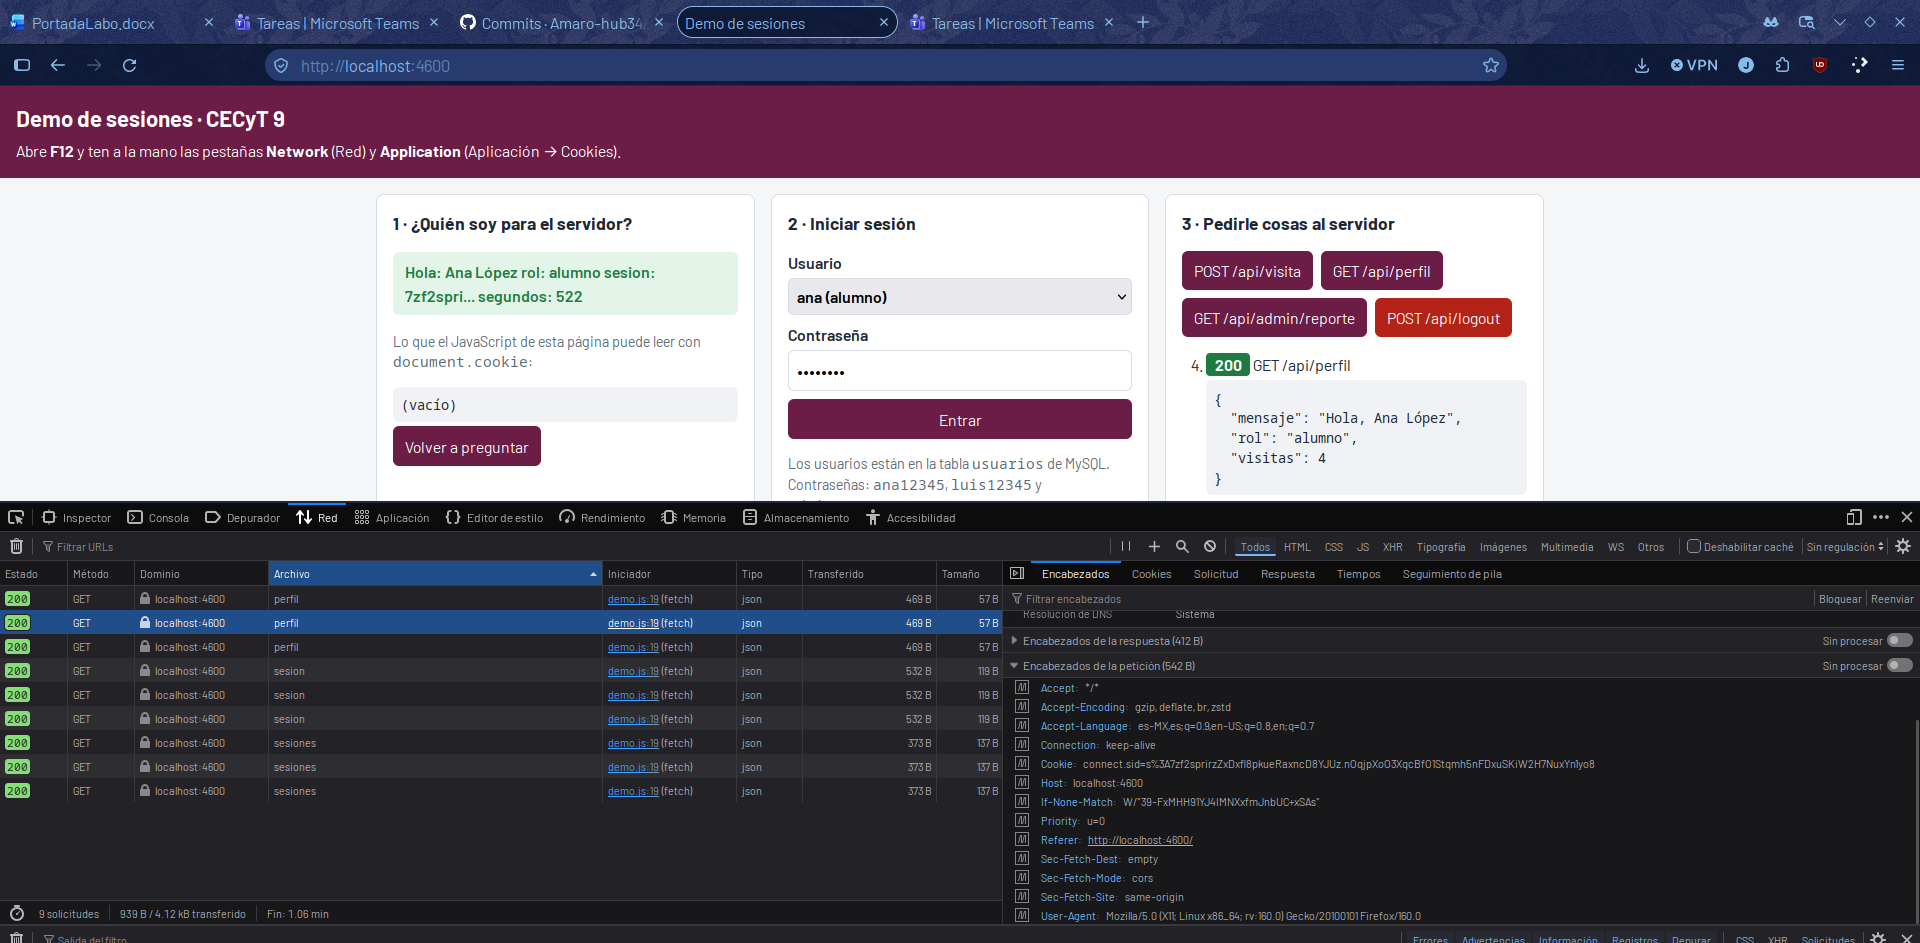 PortadaLabo.docx
Tareas | Microsoft Teams
Commits · Amaro-hub34
Demo de sesiones
Tareas | Microsoft Teams
http://localhost:4600
VPN
J
Demo de sesiones · CECyT 9
Abre F12 y ten a la mano las pestañas Network (Red) y Application (Aplicación → Cookies).
1 · ¿Quién soy para el servidor?
Hola: Ana López rol: alumno sesion:
7zf2spri... segundos: 522
Lo que el JavaScript de esta página puede leer con
document.cookie:
(vacío)
Volver a preguntar
2 · Iniciar sesión
Usuario
ana (alumno)
Contraseña
••••••••
Entrar
Los usuarios están en la tabla usuarios de MySQL.
Contraseñas: ana12345, luis12345 y
3 · Pedirle cosas al servidor
POST /api/visita
GET /api/perfil
GET /api/admin/reporte
POST /api/logout
4. 200 GET /api/perfil
{
"mensaje": "Hola, Ana López",
"rol": "alumno",
"visitas": 4
}
Inspector
Consola
Depurador
Red
Aplicación
Editor de estilo
Rendimiento
Memoria
Almacenamiento
Accesibilidad
Filtrar URLs
Todos HTML CSS JS XHR Tipografía Imágenes Multimedia WS Otros
Deshabilitar caché
Sin regulación
Estado Método Dominio Archivo Iniciador Tipo Transferido Tamaño
200 GET localhost:4600 perfil demo.js:19 (fetch) json 469 B 57 B
200 GET localhost:4600 perfil demo.js:19 (fetch) json 469 B 57 B
200 GET localhost:4600 perfil demo.js:19 (fetch) json 469 B 57 B
200 GET localhost:4600 sesion demo.js:19 (fetch) json 532 B 119 B
200 GET localhost:4600 sesion demo.js:19 (fetch) json 532 B 119 B
200 GET localhost:4600 sesion demo.js:19 (fetch) json 532 B 119 B
200 GET localhost:4600 sesiones demo.js:19 (fetch) json 373 B 137 B
200 GET localhost:4600 sesiones demo.js:19 (fetch) json 373 B 137 B
200 GET localhost:4600 sesiones demo.js:19 (fetch) json 373 B 137 B
9 solicitudes 939 B / 4.12 kB transferido Fin: 1.06 min
Encabezados Cookies Solicitud Respuesta Tiempos Seguimiento de pila
Filtrar encabezados
Bloquear Reenviar
Resolución de DNS Sistema
Encabezados de la respuesta (412 B) Sin procesar
Encabezados de la petición (542 B) Sin procesar
Accept: */*
Accept-Encoding: gzip, deflate, br, zstd
Accept-Language: es-MX,es;q=0.9,en-US;q=0.8,en;q=0.7
Connection: keep-alive
Cookie:
Host: localhost:4600
If-None-Match:
Priority: u=0
Referer: http://localhost:4600/
Sec-Fetch-Dest: empty
Sec-Fetch-Mode: cors
Sec-Fetch-Site: same-origin
User-Agent: Mozilla/5.0 (X11; Linux x86_64; rv:160.0) Gecko/20100101 Firefox/160.0
Salida del filtro
Errores Advertencias Información Registros Depurar CSS XHR Solicitudes